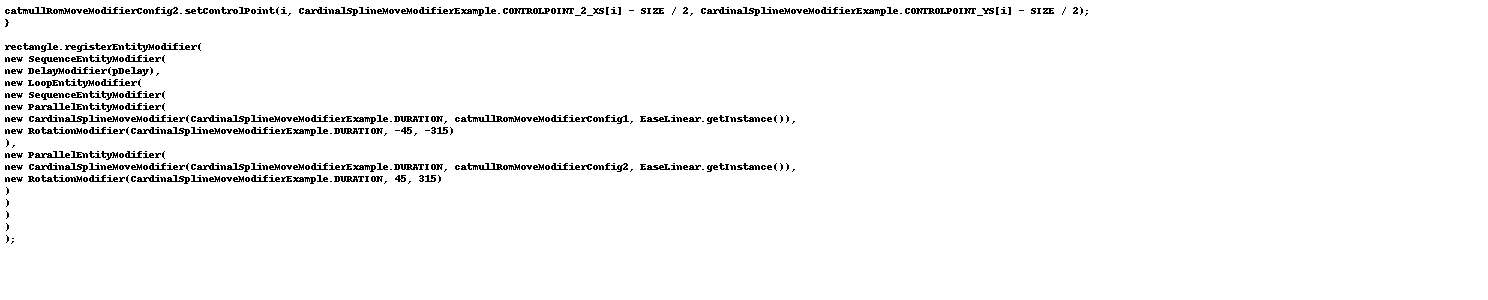 catmullRomMoveModifierConfig2.setControlPoint(i, CardinalSplineMoveModifierExample.CONTROLPOINT_2_XS[i] - SIZE / 2, CardinalSplineMoveModifierExample.CONTROLPOINT_YS[i] - SIZE / 2);
}
rectangle.registerEntityModifier(
new SequenceEntityModifier(
new DelayModifier(pDelay),
new LoopEntityModifier(
new SequenceEntityModifier(
new ParallelEntityModifier(
new CardinalSplineMoveModifier(CardinalSplineMoveModifierExample.DURATION, catmullRomMoveModifierConfig1, EaseLinear.getInstance()),
new RotationModifier(CardinalSplineMoveModifierExample.DURATION, -45, -315)
),
new ParallelEntityModifier(
new CardinalSplineMoveModifier(CardinalSplineMoveModifierExample.DURATION, catmullRomMoveModifierConfig2, EaseLinear.getInstance()),
new RotationModifier(CardinalSplineMoveModifierExample.DURATION, 45, 315)
)
)
)
)
);